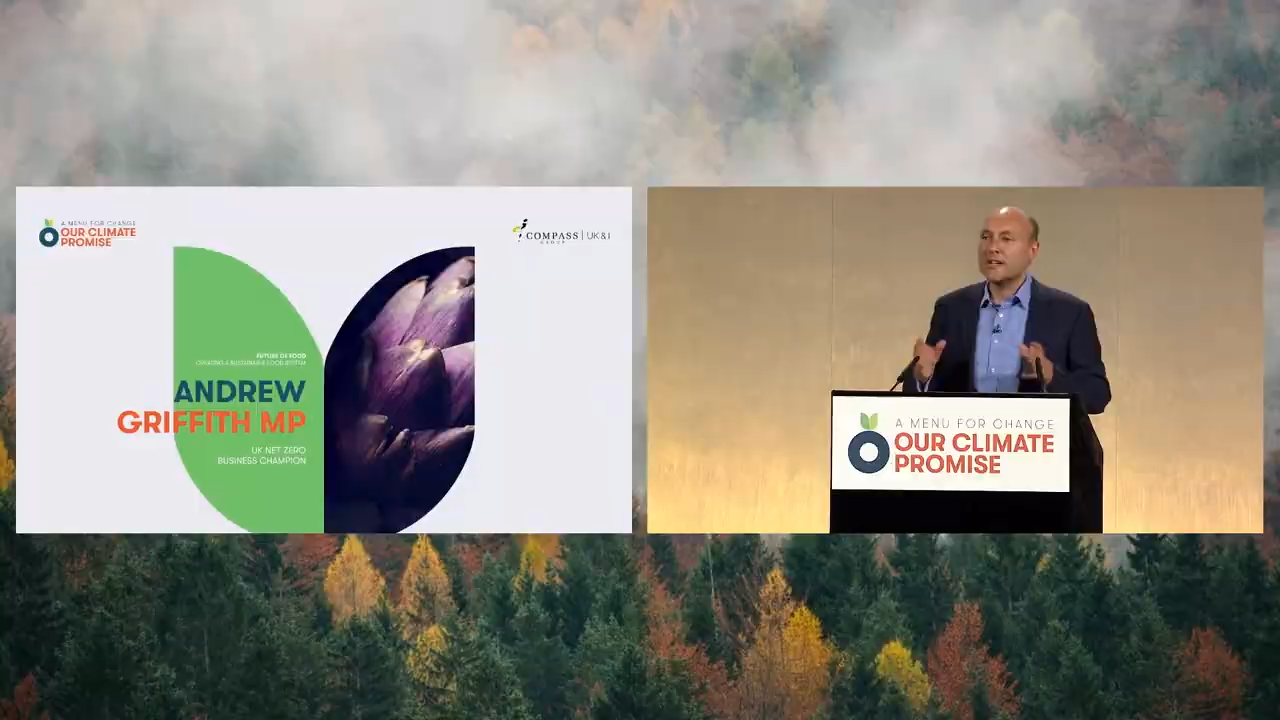 A MENU FOR CHANGE
OUR CLIMATE
PROMISE
COMPASS | UK&I
GROUP
FUTURE OF FOOD
CREATING A SUSTAINABLE FOOD SYSTEM
ANDREW
GRIFFITH MP
UK NET ZERO
BUSINESS CHAMPION
A MENU FOR CHANGE
OUR CLIMATE
PROMISE